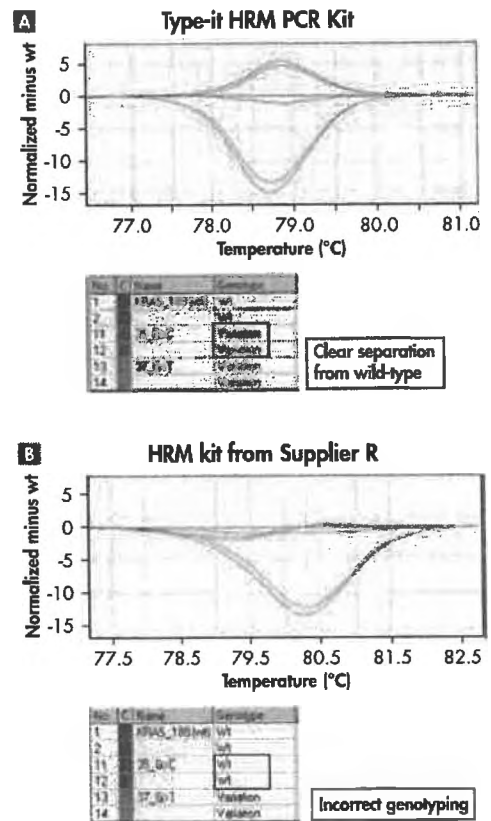 A Type-it HRM PCR Kit
Normalized minus wt
5
0
-5
-10
-15
77.0 78.0 79.0 80.0 81.0
Temperature (°C)
No. C Name Genotype
1 Wt
2 Wt
11 Variation
12 Variation
13 Variation
14 Variation
Clear separation
from wild-type
B HRM kit from Supplier R
Normalized minus wt
5
0
-5
-10
-15
77.5 78.5 79.5 80.5 81.5 82.5
Temperature (°C)
No. C Name Genotype
1 Wt
2 wt
11 Wt
12 wt
13 Variation
14 Variation
Incorrect genotyping